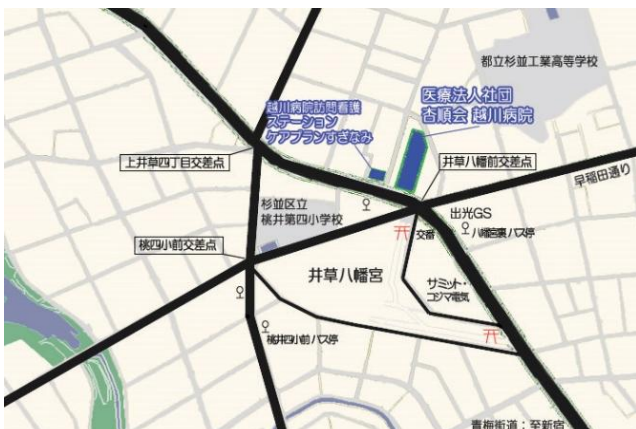 都立杉並工業高等学校
医療法人社団
杏順会 越川病院
越川病院訪問看護
ステーション
ケアプランすぎなみ
上井草四丁目交差点
井草八幡前交差点
早稲田通り
杉並区立
桃井第四小学校
出光GS
交番
八幡宮裏 バス停
桃四小前交差点
井草八幡宮
サミット・
コジマ電気
桃井四小前 バス停
青梅街道：至新宿